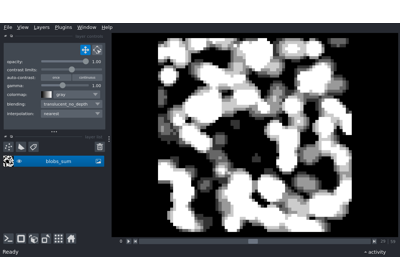 File View Layers Plugins Window Help
opacity: 1.00
contrast limits:
auto-contrast: once continuous
gamma: 1.00
colormap: gray
blending: translucent_no_depth
interpolation: nearest
blobs_sum
Ready
activity